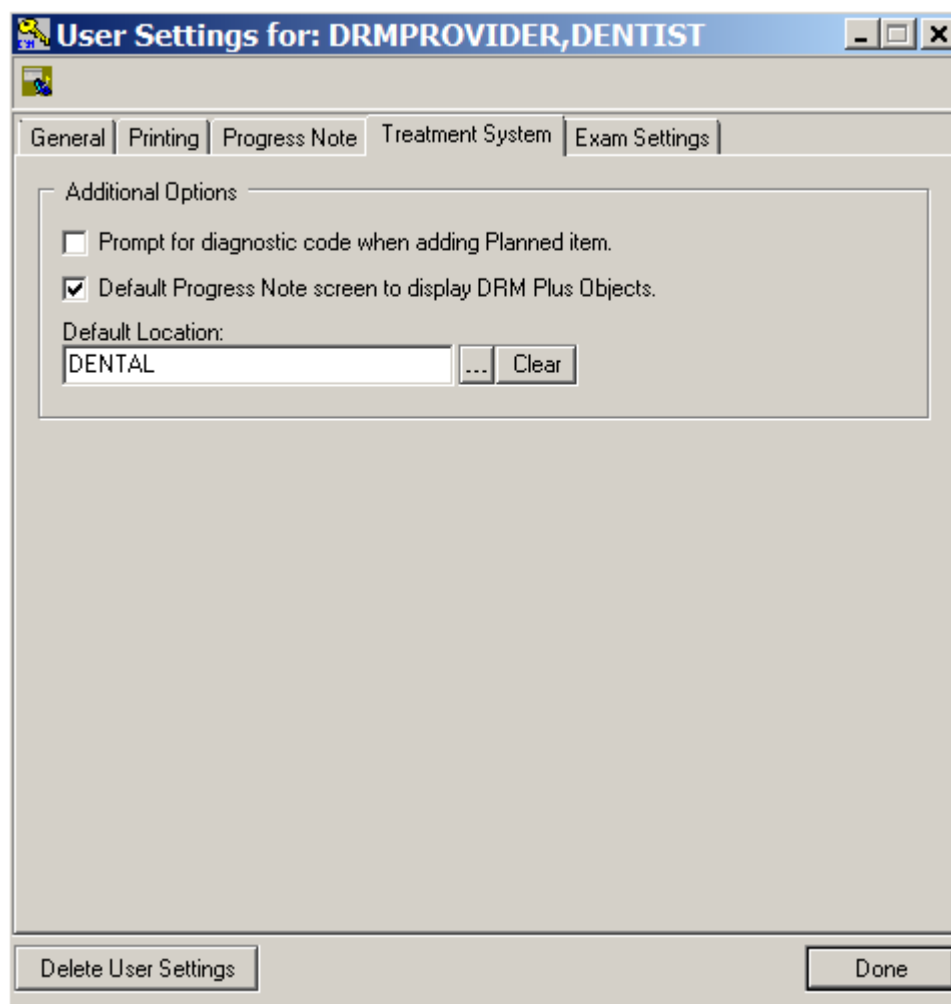 User Settings for: DRMPROVIDER,DENTIST
General Printing Progress Note Treatment System Exam Settings
Additional Options
Prompt for diagnostic code when adding Planned item.
Default Progress Note screen to display DRM Plus Objects.
Default Location:
DENTAL ... Clear
Delete User Settings Done